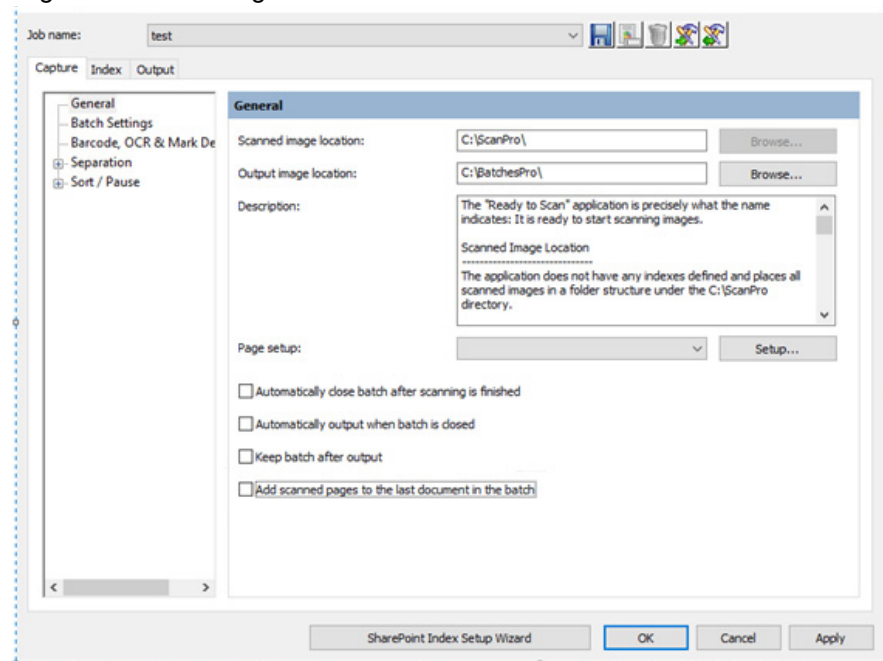 Job name: test
Capture Index Output
General
Batch Settings
Barcode, OCR & Mark De
Separation
Sort / Pause
General
Scanned image location: C:\ScanPro\ Browse...
Output image location: C:\BatchesPro\ Browse...
Description: The "Ready to Scan" application is precisely what the name
indicates: It is ready to start scanning images.
Scanned Image Location
------------------------------
The application does not have any indexes defined and places all
scanned images in a folder structure under the C:\ScanPro
directory.
Page setup: Setup...
Automatically close batch after scanning is finished
Automatically output when batch is closed
Keep batch after output
Add scanned pages to the last document in the batch
SharePoint Index Setup Wizard OK Cancel Apply